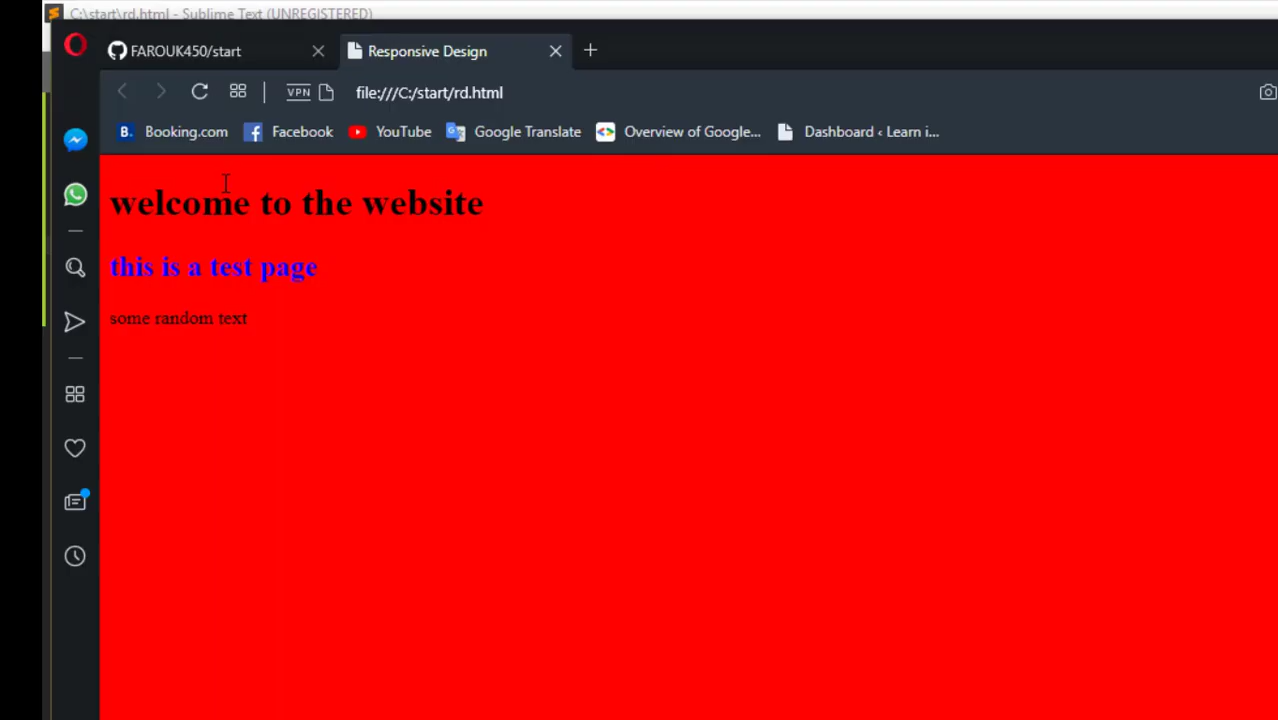 C:\start\rd.html - Sublime Text (UNREGISTERED)
FAROUK450/start
Responsive Design
VPN
file:///C:/start/rd.html
B. Booking.com
Facebook
YouTube
Google Translate
Overview of Google...
Dashboard ‹ Learn i...
welcome to the website
this is a test page
some random text